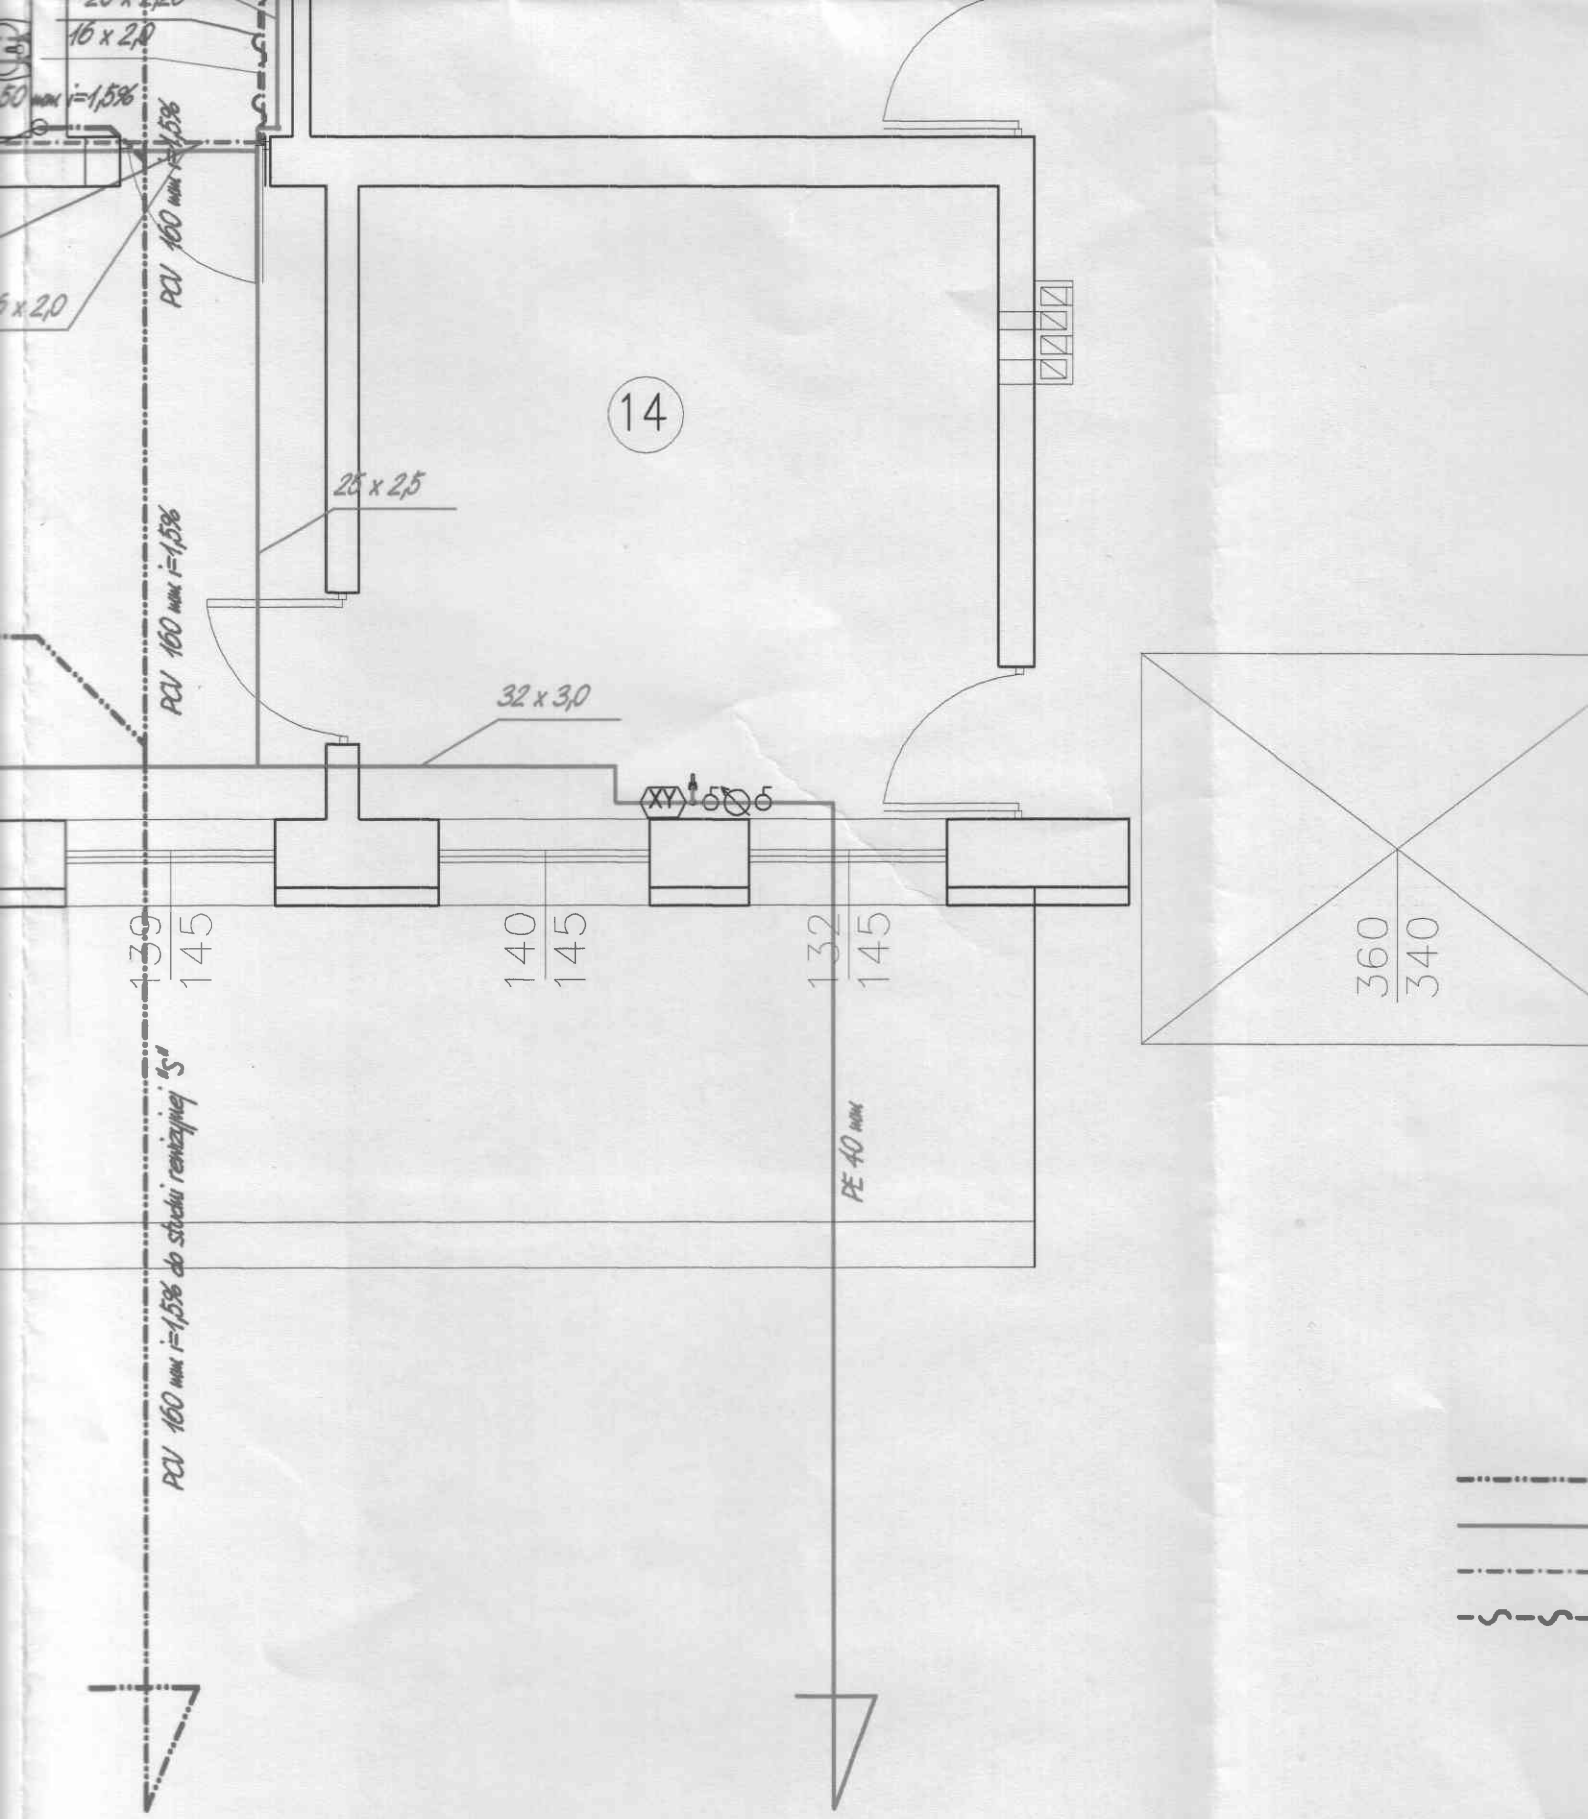 16 x 2,0
i=1,5%
PCV 160 mm i=1,5%
x 2,0
14
25 x 2,5
PCV 160 mm i=1,5%
32 x 3,0
XY
139
145
140
145
132
145
360
340
PCV 160 mm i=1,5% do studni rewizyjnej "S"
PE 40 mm